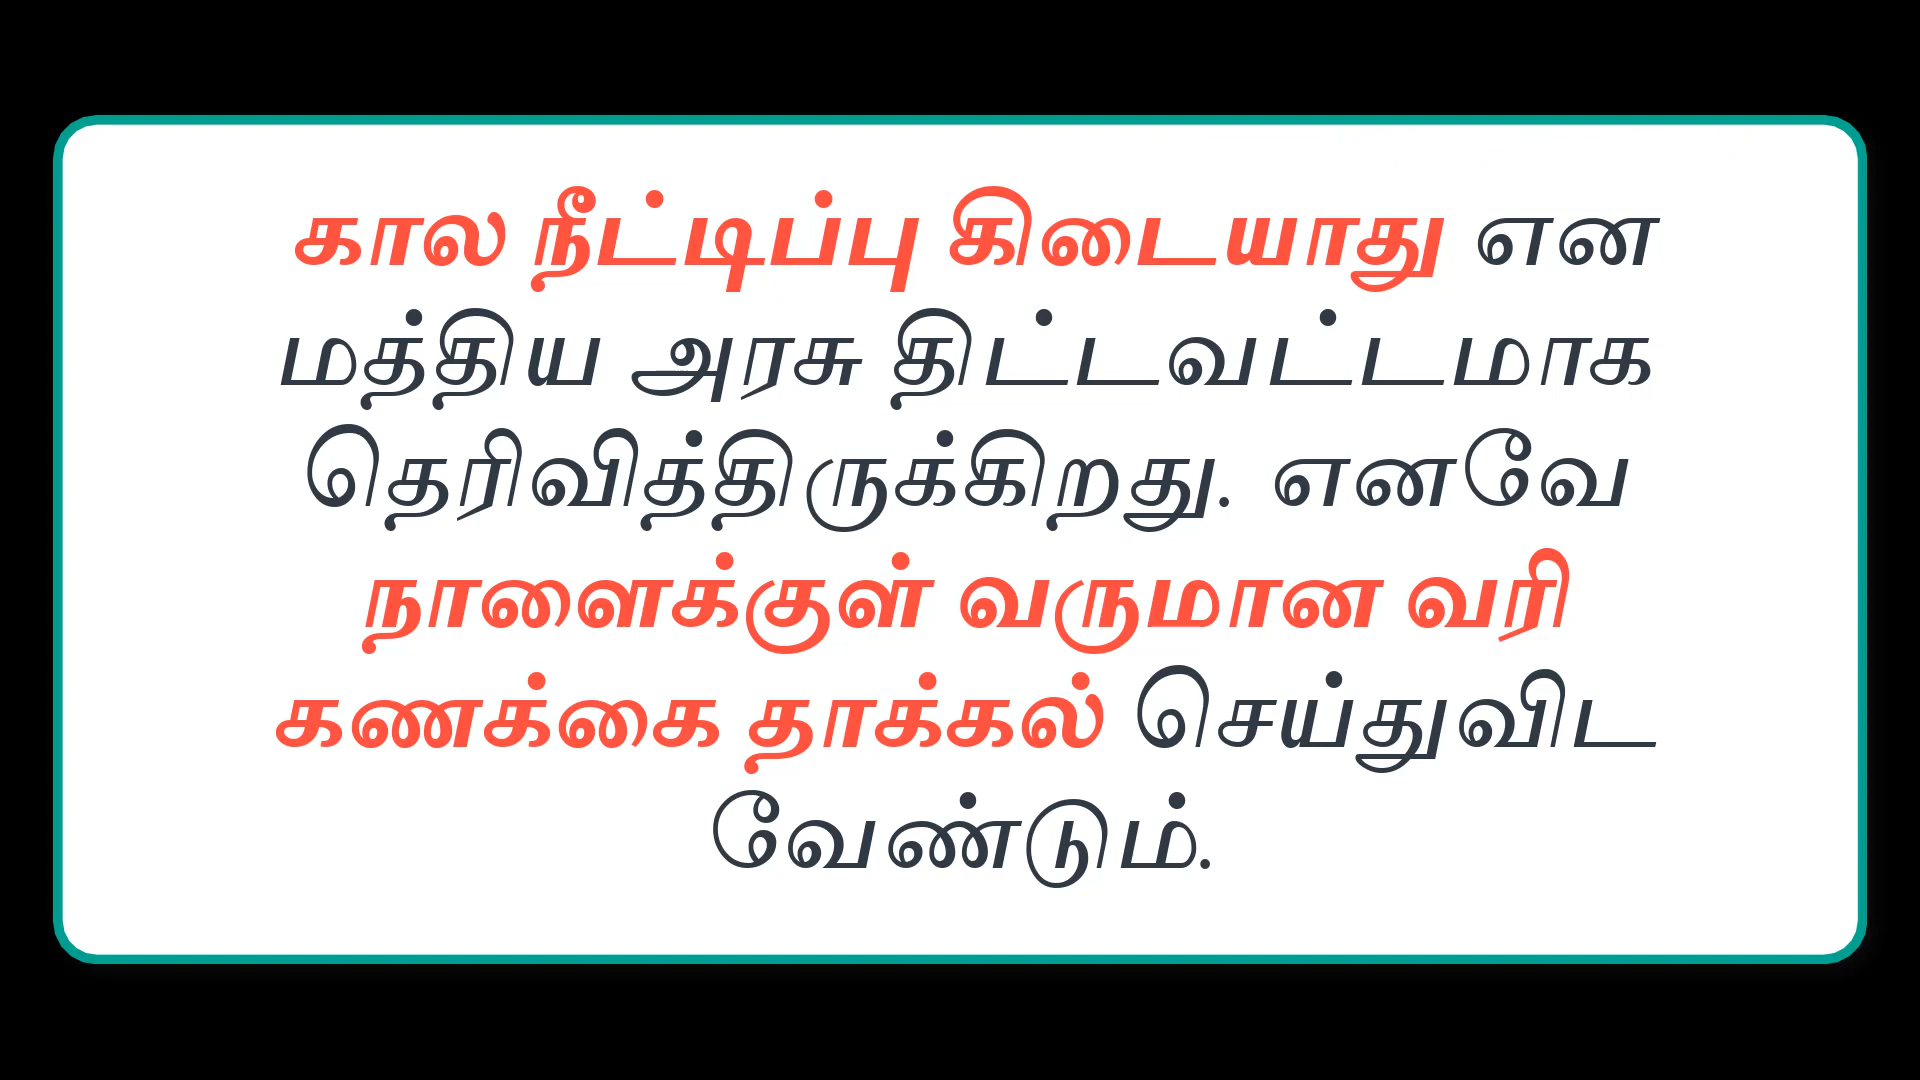 கால நீட்டிப்பு கிடையாது என
மத்திய அரசு திட்டவட்டமாக
தெரிவித்திருக்கிறது. எனவே
நாளைக்குள் வருமான வரி
கணக்கை தாக்கல் செய்துவிட
வேண்டும்.